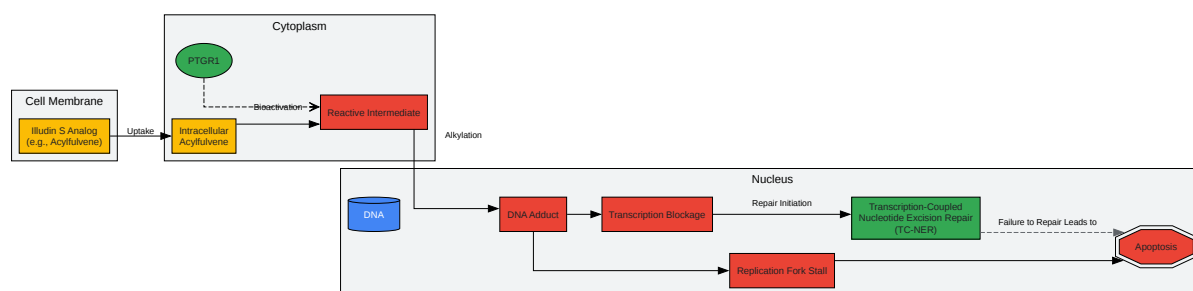 Cytoplasm
PTGR1
Cell Membrane
Bioactivation
Reactive Intermediate
Illudin S Analog
(e.g., Acylfulvene)
Uptake
Intracellular
Acylfulvene
Alkylation
Nucleus
DNA
DNA Adduct
Transcription Blockage
Repair Initiation
Transcription-Coupled
Nucleotide Excision Repair
(TC-NER)
Failure to Repair Leads to
Apoptosis
Replication Fork Stall